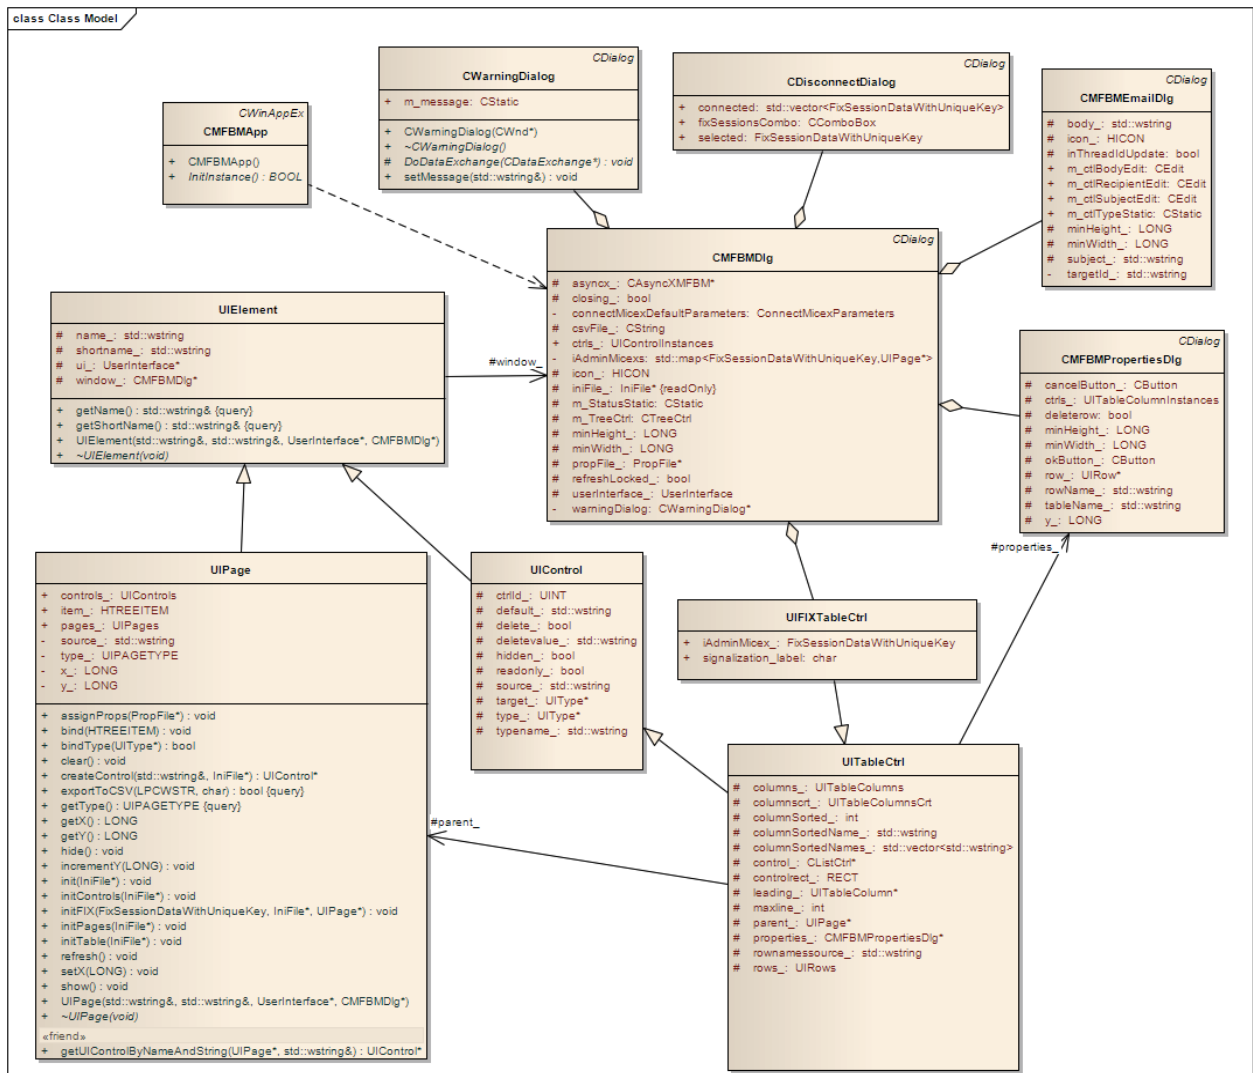 class Class Model
CWinAppEx
CMFBMApp
+ CMFBMApp()
+ InitInstance() : BOOL
CDialog
CWarningDialog
+ m_message: CStatic
+ CWarningDialog(CWnd*)
+ ~CWarningDialog()
# DoDataExchange(CDataExchange*) : void
+ setMessage(std::wstring&) : void
CDialog
CDisconnectDialog
+ connected: std::vector<FixSessionDataWithUniqueKey>
+ fixSessionsCombo: CComboBox
+ selected: FixSessionDataWithUniqueKey
CDialog
CMFBMEmailDlg
# body_: std::wstring
# icon_: HICON
# inThreadIdUpdate: bool
+ m_ctlBodyEdit: CEdit
+ m_ctlRecipientEdit: CEdit
+ m_ctlSubjectEdit: CEdit
+ m_ctlTypeStatic: CStatic
# minHeight_: LONG
# minWidth_: LONG
# subject_: std::wstring
- targetId_: std::wstring
CDialog
CMFBMDlg
# asyncx_: CAsyncXMFBM*
# closing_: bool
- connectMicexDefaultParameters: ConnectMicexParameters
# csvFile_: CString
+ ctrls_: UIControlInstances
- iAdminMicexs: std::map<FixSessionDataWithUniqueKey,UIPage*>
# icon_: HICON
# iniFile_: IniFile* {readOnly}
# m_StatusStatic: CStatic
# m_TreeCtrl: CTreeCtrl
# minHeight_: LONG
# minWidth_: LONG
# propFile_: PropFile*
# refreshLocked_: bool
# userInterface_: UserInterface
- warningDialog: CWarningDialog*
UIElement
# name_: std::wstring
# shortname_: std::wstring
# ui_: UserInterface*
# window_: CMFBMDlg*
+ getName() : std::wstring& {query}
+ getShortName() : std::wstring& {query}
+ UIElement(std::wstring&, std::wstring&, UserInterface*, CMFBMDlg*)
+ ~UIElement(void)
#window_
CDialog
CMFBMPropertiesDlg
# cancelButton_: CButton
# ctrls_: UITableColumnInstances
# deleterow: bool
# minHeight_: LONG
# minWidth_: LONG
# okButton_: CButton
# row_: UIRow*
# rowName_: std::wstring
# tableName_: std::wstring
# y_: LONG
#properties_
UIPage
+ controls_: UIControls
+ item_: HTREEITEM
+ pages_: UIPages
- source_: std::wstring
- type_: UIPAGETYPE
- x_: LONG
- y_: LONG
+ assignProps(PropFile*) : void
+ bind(HTREEITEM) : void
+ bindType(UIType*) : bool
+ clear() : void
+ createControl(std::wstring&, IniFile*) : UIControl*
+ exportToCSV(LPCWSTR, char) : bool {query}
+ getType() : UIPAGETYPE {query}
+ getX() : LONG
+ getY() : LONG
+ hide() : void
+ incrementY(LONG) : void
+ init(IniFile*) : void
+ initControls(IniFile*) : void
+ initFIX(FixSessionDataWithUniqueKey, IniFile*, UIPage*) : void
+ initPages(IniFile*) : void
+ initTable(IniFile*) : void
+ refresh() : void
+ setX(LONG) : void
+ show() : void
+ UIPage(std::wstring&, std::wstring&, UserInterface*, CMFBMDlg*)
+ ~UIPage(void)
«friend»
+ getUIControlByNameAndString(UIPage*, std::wstring&) : UIControl*
UIControl
# ctrlId_: UINT
# default_: std::wstring
# delete_: bool
# deletevalue_: std::wstring
# hidden_: bool
# readonly_: bool
# source_: std::wstring
# target_: UIType*
# type_: UIType*
# typename_: std::wstring
UIFIXTableCtrl
+ iAdminMicex_: FixSessionDataWithUniqueKey
+ signalization_label: char
#parent_
UITableCtrl
# columns_: UITableColumns
# columnscrt_: UITableColumnsCrt
# columnSorted_: int
# columnSortedName_: std::wstring
# columnSortedNames_: std::vector<std::wstring>
# control_: CListCtrl*
# controlrect_: RECT
# leading_: UITableColumn*
# maxline_: int
# parent_: UIPage*
# properties_: CMFBMPropertiesDlg*
# rownamessource_: std::wstring
# rows_: UIRows